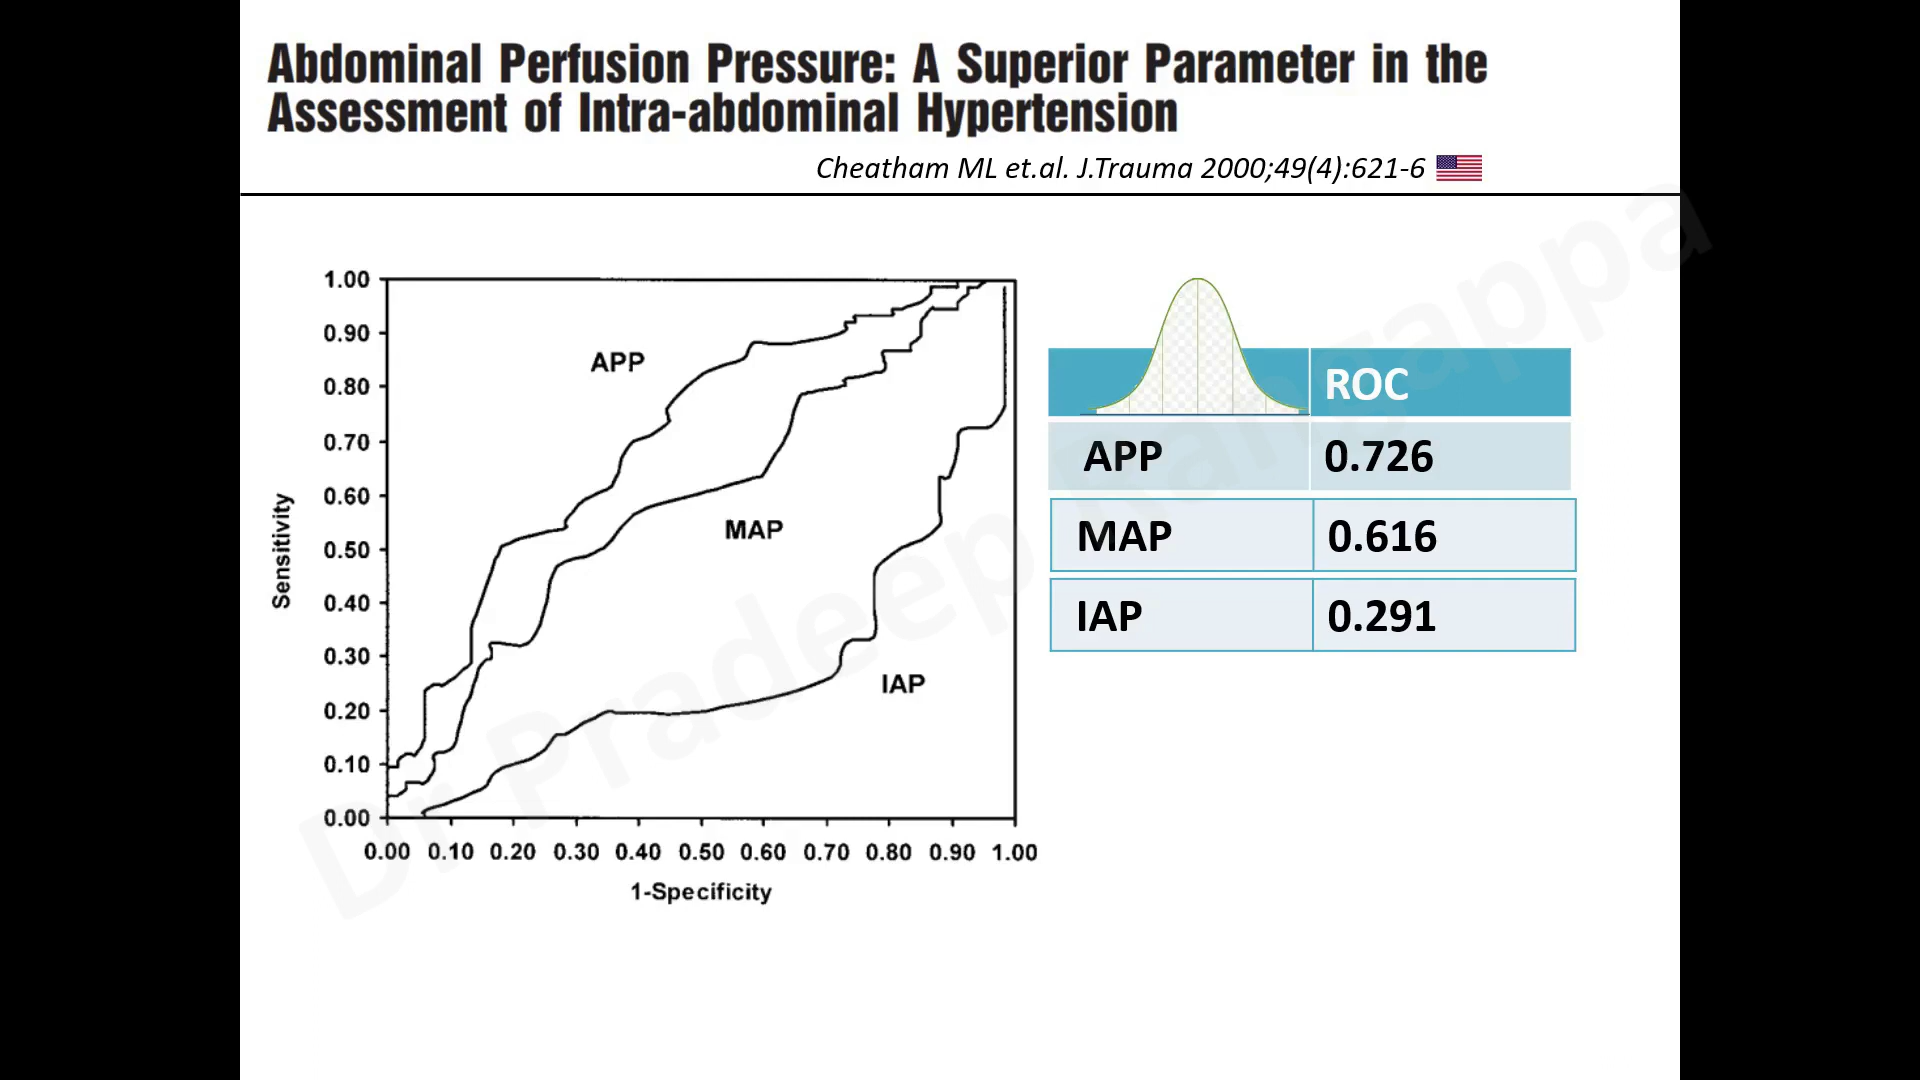 Abdominal Perfusion Pressure: A Superior Parameter in the
Assessment of Intra-abdominal Hypertension
Cheatham ML et.al. J.Trauma 2000;49(4):621-6
1.00
0.90
0.80
0.70
0.60
0.50
0.40
0.30
0.20
0.10
0.00
Sensitivity
APP
MAP
IAP
0.00 0.10 0.20 0.30 0.40 0.50 0.60 0.70 0.80 0.90 1.00
1-Specificity
ROC
APP 0.726
MAP 0.616
IAP 0.291
Dr Pradeep Rangappa